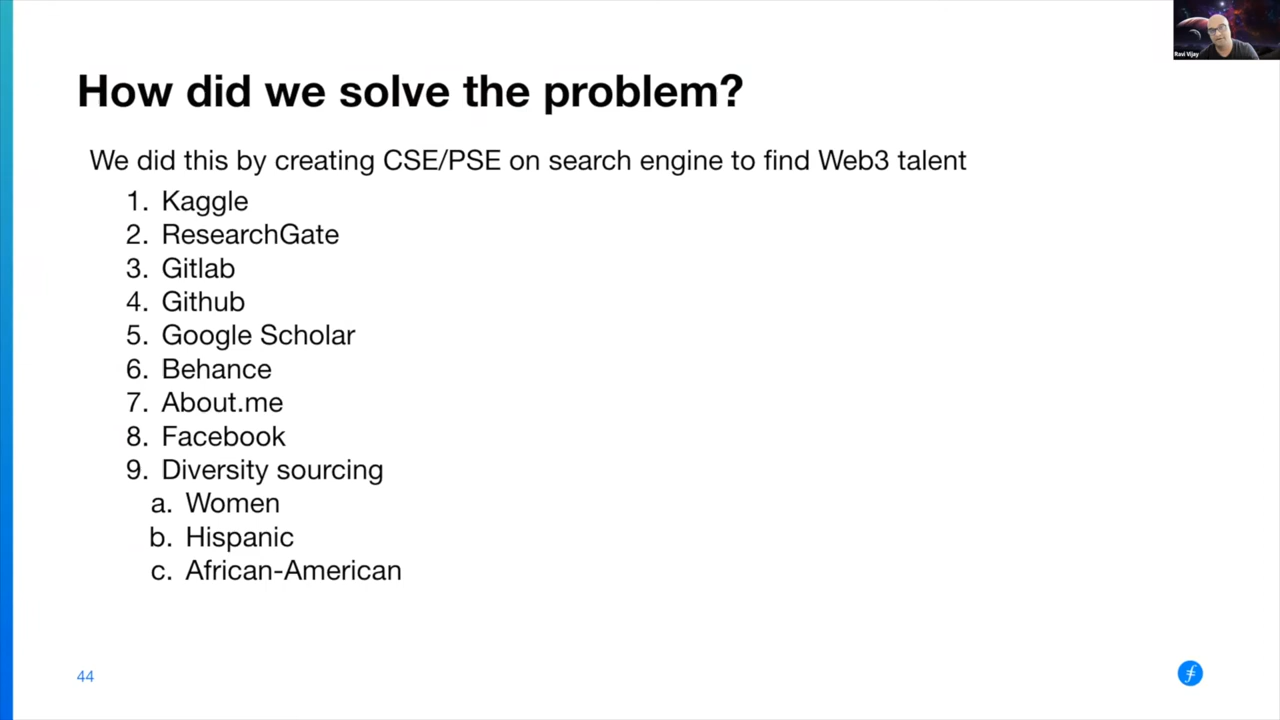 Ravi Vijay
How did we solve the problem?
We did this by creating CSE/PSE on search engine to find Web3 talent
1. Kaggle
2. ResearchGate
3. Gitlab
4. Github
5. Google Scholar
6. Behance
7. About.me
8. Facebook
9. Diversity sourcing
a. Women
b. Hispanic
c. African-American
44